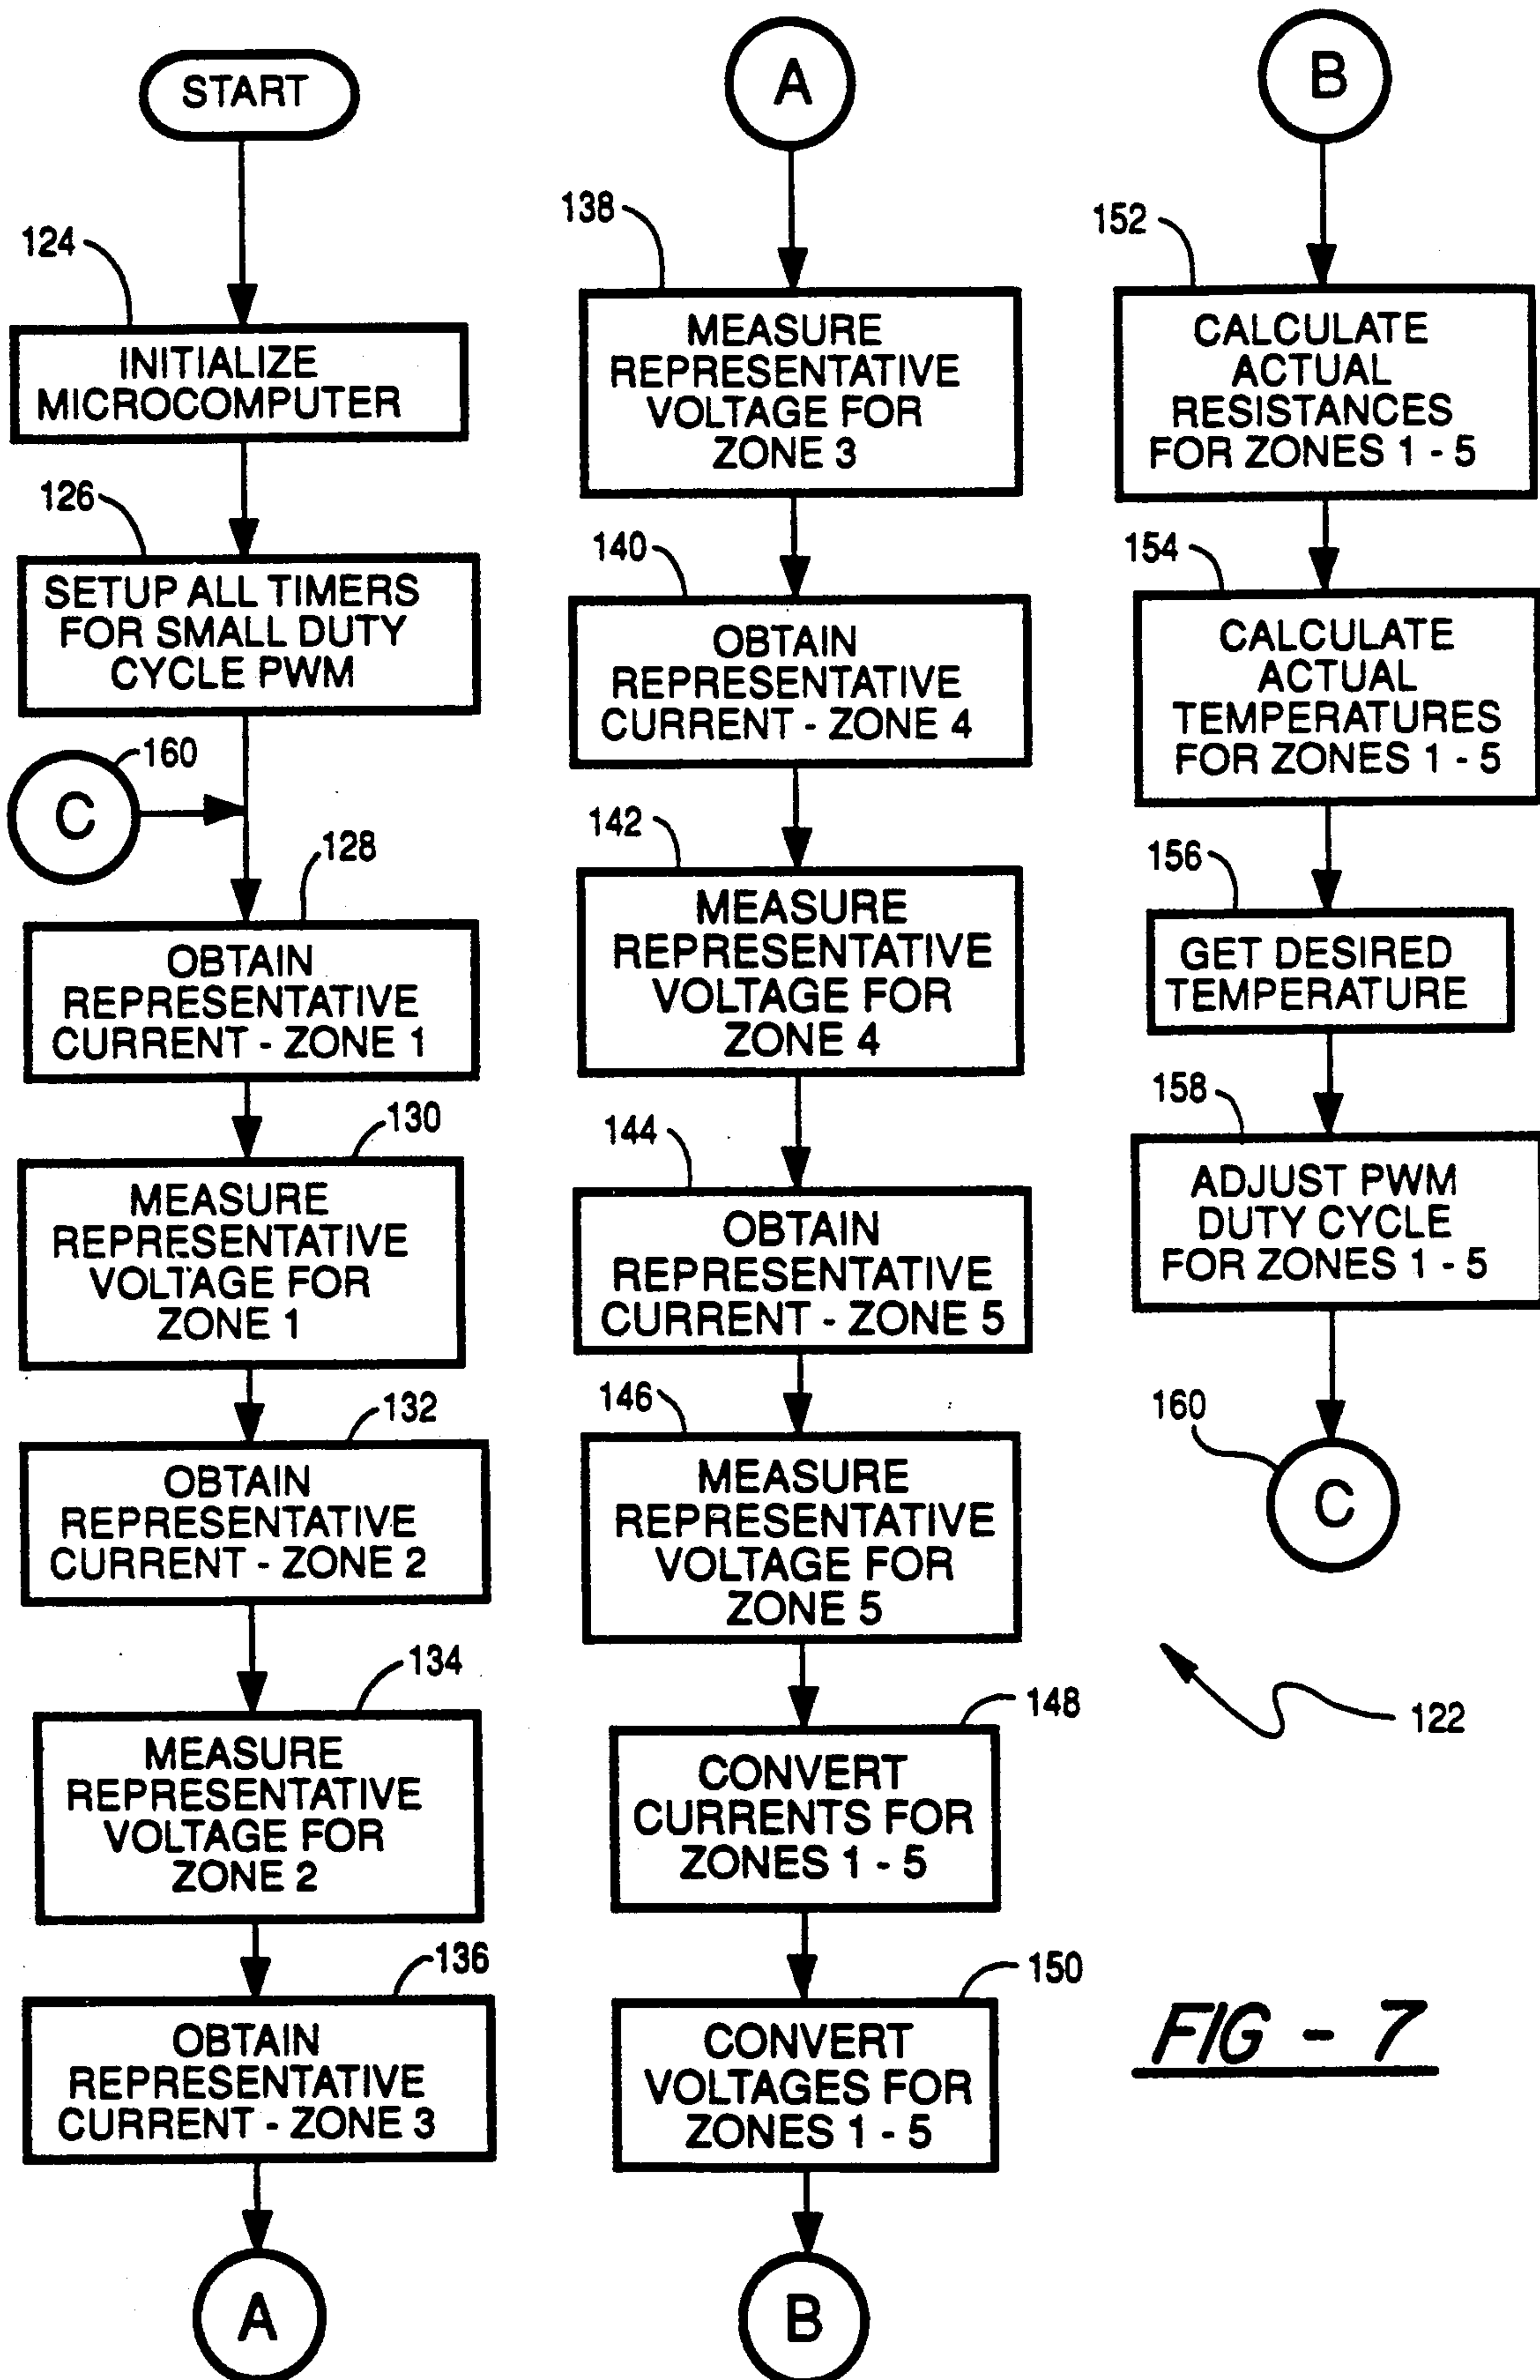 START
124
INITIALIZE
MICROCOMPUTER
126
SETUP ALL TIMERS
FOR SMALL DUTY
CYCLE PWM
160
C
128
OBTAIN
REPRESENTATIVE
CURRENT - ZONE 1
130
MEASURE
REPRESENTATIVE
VOLTAGE FOR
ZONE 1
132
OBTAIN
REPRESENTATIVE
CURRENT - ZONE 2
134
MEASURE
REPRESENTATIVE
VOLTAGE FOR
ZONE 2
136
OBTAIN
REPRESENTATIVE
CURRENT - ZONE 3
A
A
138
MEASURE
REPRESENTATIVE
VOLTAGE FOR
ZONE 3
140
OBTAIN
REPRESENTATIVE
CURRENT - ZONE 4
142
MEASURE
REPRESENTATIVE
VOLTAGE FOR
ZONE 4
144
OBTAIN
REPRESENTATIVE
CURRENT - ZONE 5
146
MEASURE
REPRESENTATIVE
VOLTAGE FOR
ZONE 5
148
CONVERT
CURRENTS FOR
ZONES 1 - 5
150
CONVERT
VOLTAGES FOR
ZONES 1 - 5
B
B
152
CALCULATE
ACTUAL
RESISTANCES
FOR ZONES 1 - 5
154
CALCULATE
ACTUAL
TEMPERATURES
FOR ZONES 1 - 5
156
GET DESIRED
TEMPERATURE
158
ADJUST PWM
DUTY CYCLE
FOR ZONES 1 - 5
160
C
122
FIG - 7